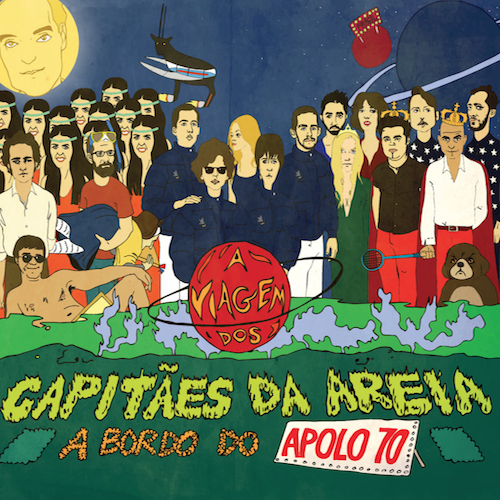 A
VIAGEM
DOS
CAPITÃES DA AREIA
A BORDO DO
APOLO 70